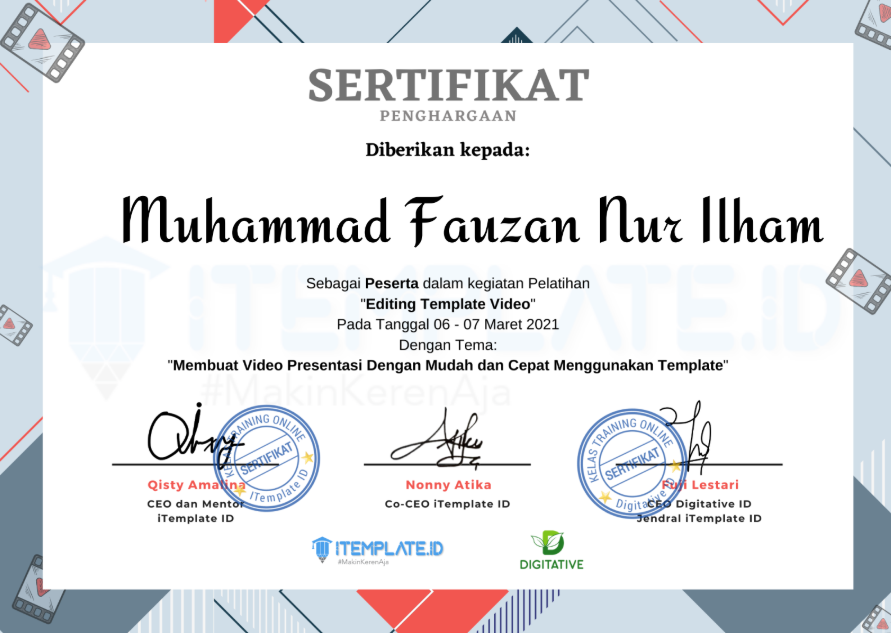 SERTIFIKAT
PENGHARGAAN
Diberikan kepada:
Muhammad Fauzan Nur Ilham
Sebagai Peserta dalam kegiatan Pelatihan
"Editing Template Video"
Pada Tanggal 06 - 07 Maret 2021
Dengan Tema:
"Membuat Video Presentasi Dengan Mudah dan Cepat Menggunakan Template"
ITEMPLATE.ID
#MakinKerenAja
KELAS TRAINING ONLINE
SERTIFIKAT
ITemplate ID
KELAS TRAINING ONLINE
SERTIFIKAT
Digitative ID
Qisty Amalina
CEO dan Mentor
iTemplate ID
Nonny Atika
Co-CEO iTemplate ID
Lestari
CEO Digitative ID
Jendral iTemplate ID
ITEMPLATE.ID
#MakinKerenAja
DIGITATIVE